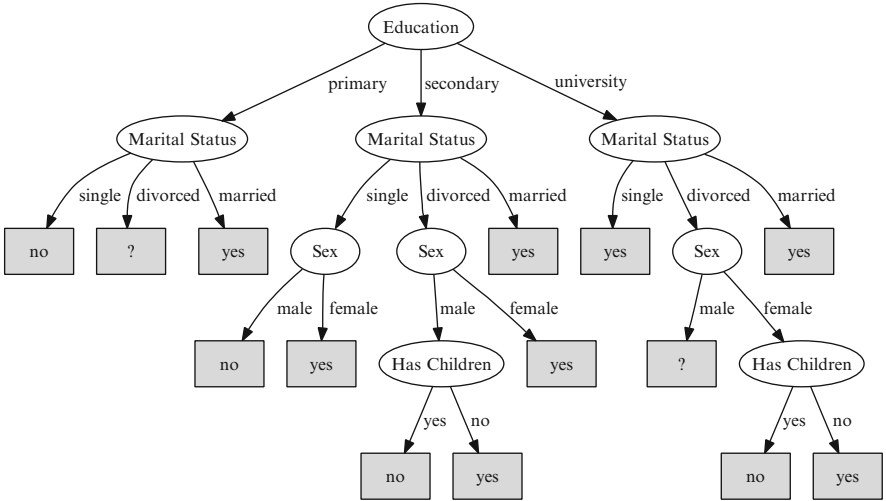 Education
primary
secondary
university
Marital Status
Marital Status
Marital Status
single
divorced
married
single
divorced
married
single
divorced
married
no
?
yes
Sex
Sex
yes
yes
Sex
yes
male
female
male
female
male
female
no
yes
Has Children
yes
?
Has Children
yes
no
yes
no
no
yes
no
yes